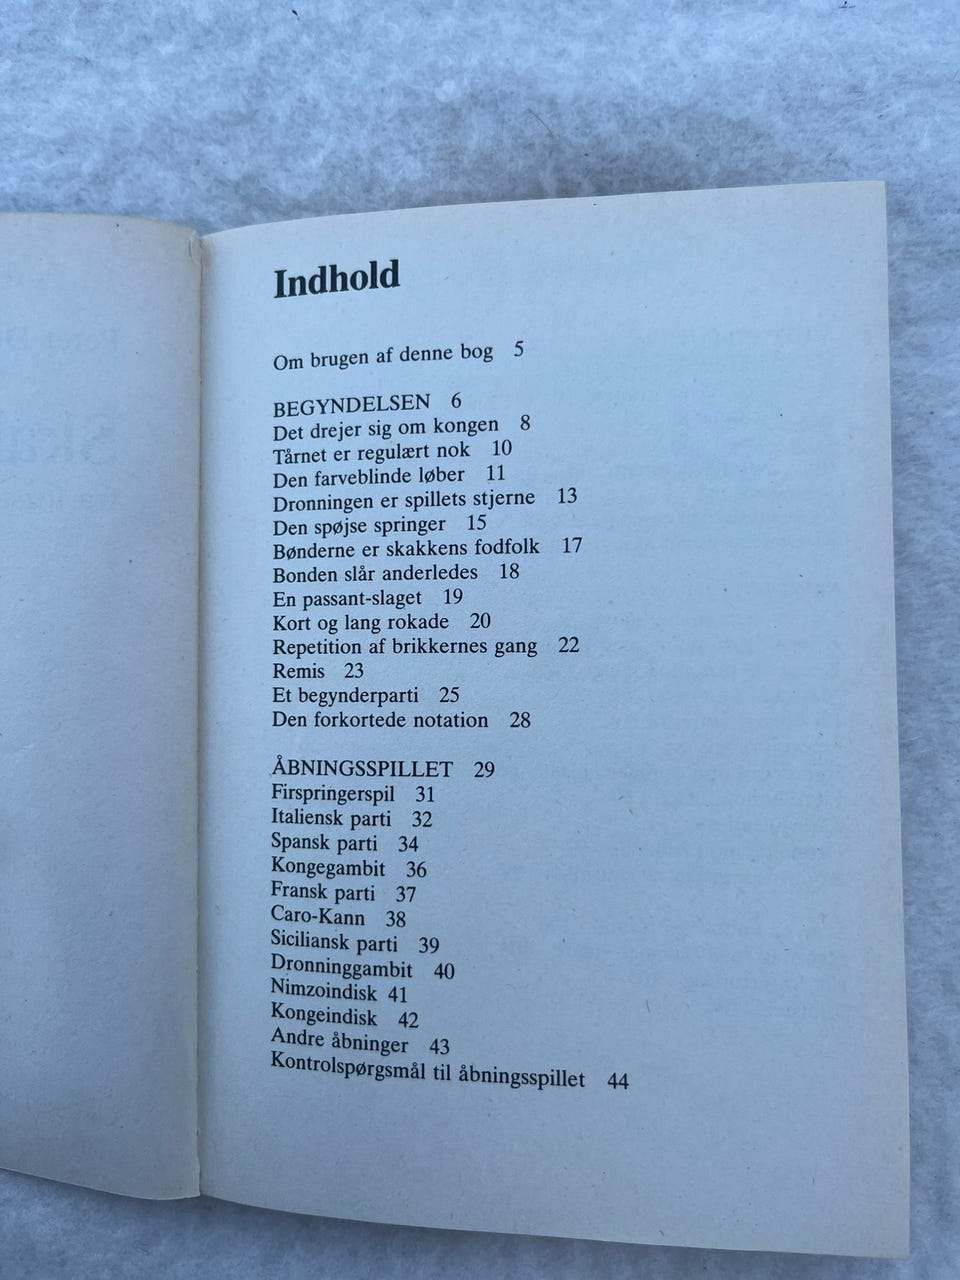 Indhold
Om brugen af denne bog 5
BEGYNDELSEN 6
Det drejer sig om kongen 8
Tårnet er regulært nok 10
Den farveblinde løber 11
Dronningen er spillets stjerne 13
Den spøjse springer 15
Bønderne er skakkens fodfolk 17
Bonden slår anderledes 18
En passant-slaget 19
Kort og lang rokade 20
Repetition af brikkernes gang 22
Remis 23
Et begynderparti 25
Den forkortede notation 28
ÅBNINGSSPILLET 29
Firspringerspil 31
Italiensk parti 32
Spansk parti 34
Kongegambit 36
Fransk parti 37
Caro-Kann 38
Siciliansk parti 39
Dronninggambit 40
Nimzoindisk 41
Kongeindisk 42
Andre åbninger 43
Kontrolspørgsmål til åbningsspillet 44